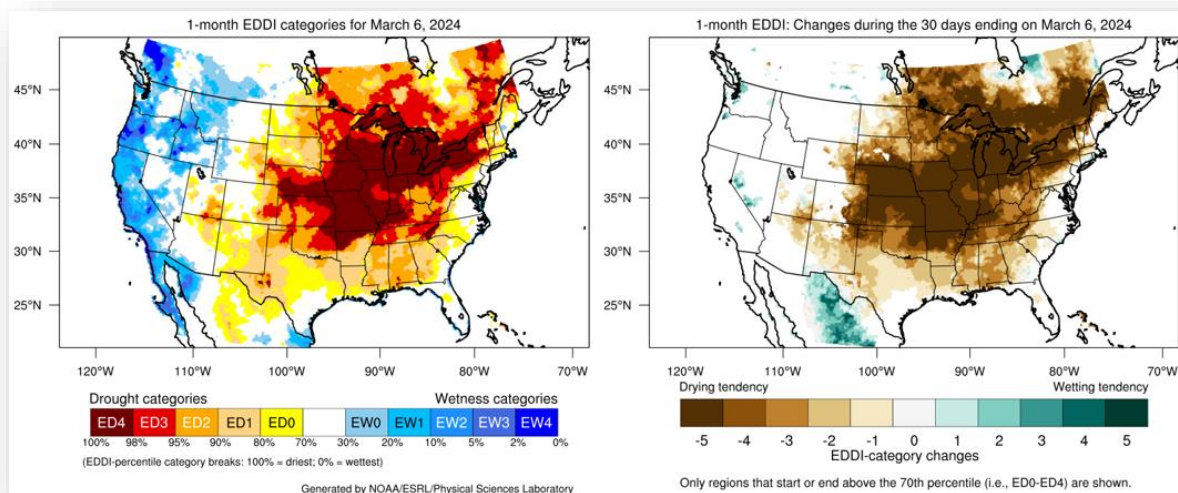 1-month EDDI categories for March 6, 2024
45°N
40°N
35°N
30°N
25°N
120°W 110°W 100°W 90°W 80°W 70°W
Drought categories Wetness categories
ED4 ED3 ED2 ED1 ED0 EW0 EW1 EW2 EW3 EW4
100% 98% 95% 90% 80% 70% 30% 20% 10% 5% 2% 0%
(EDDI-percentile category breaks: 100% = driest; 0% = wettest)
Generated by NOAA/ESRL/Physical Sciences Laboratory
1-month EDDI: Changes during the 30 days ending on March 6, 2024
45°N
40°N
35°N
30°N
25°N
120°W 110°W 100°W 90°W 80°W 70°W
Drying tendency Wetting tendency
-5 -4 -3 -2 -1 0 1 2 3 4 5
EDDI-category changes
Only regions that start or end above the 70th percentile (i.e., ED0-ED4) are shown.